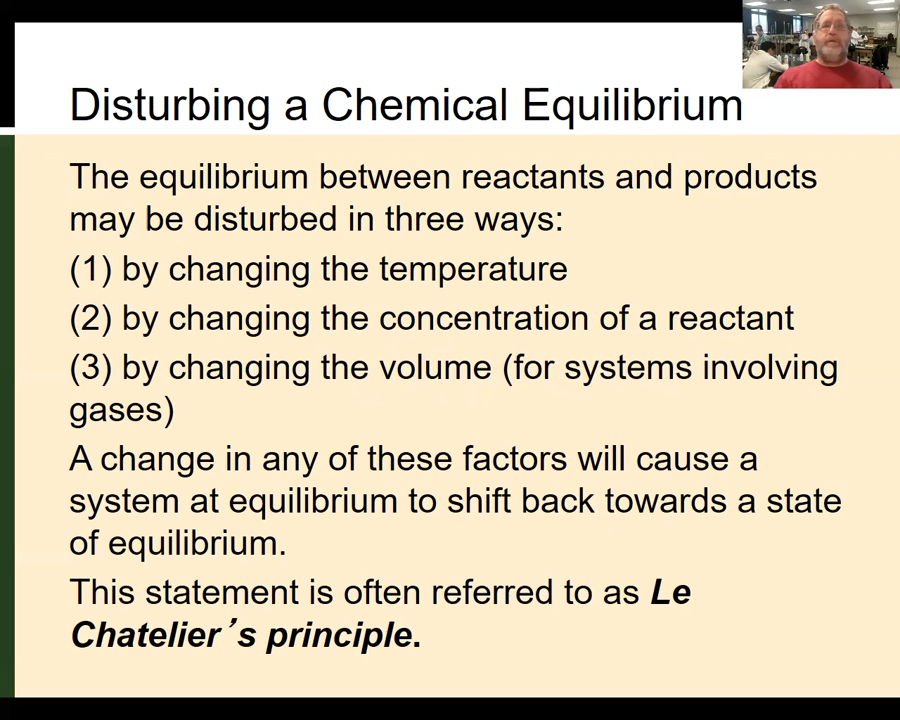 Disturbing a Chemical Equilibrium
The equilibrium between reactants and products
may be disturbed in three ways:
(1) by changing the temperature
(2) by changing the concentration of a reactant
(3) by changing the volume (for systems involving
gases)
A change in any of these factors will cause a
system at equilibrium to shift back towards a state
of equilibrium.
This statement is often referred to as Le
Chatelier’s principle.